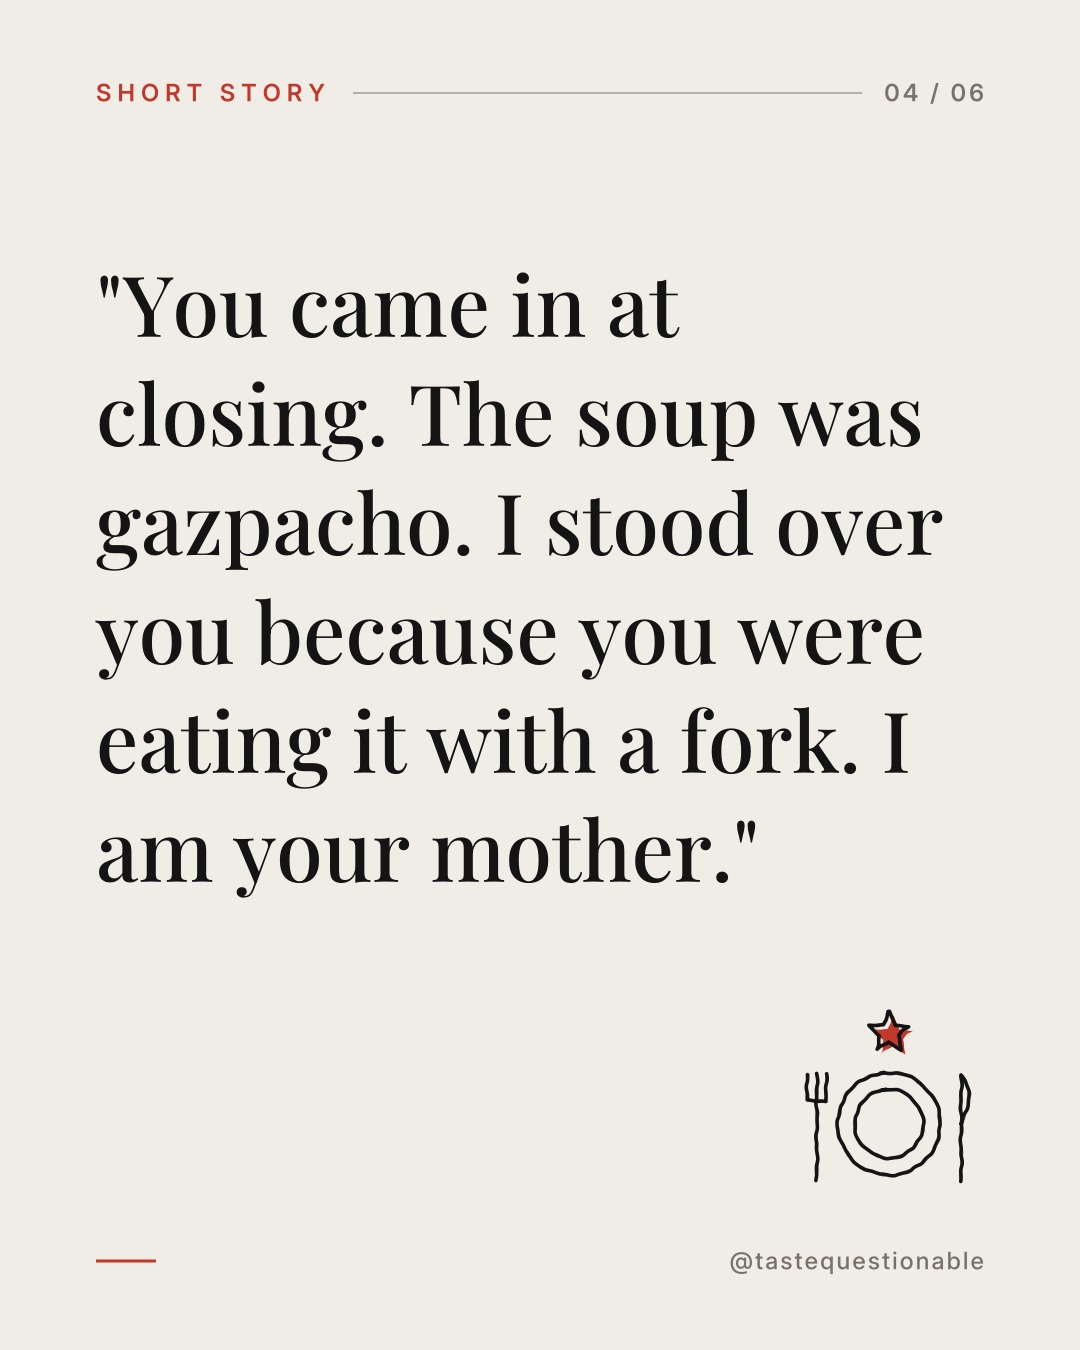 SHORT STORY 04 / 06
"You came in at
closing. The soup was
gazpacho. I stood over
you because you were
eating it with a fork. I
am your mother."
@tastequestionable